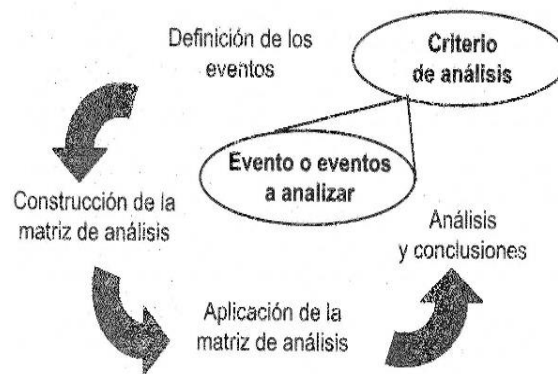 Definición de los
eventos
Criterio
de análisis
Evento o eventos
a analizar
Construcción de la
matriz de análisis
Aplicación de la
matriz de análisis
Análisis
y conclusiones